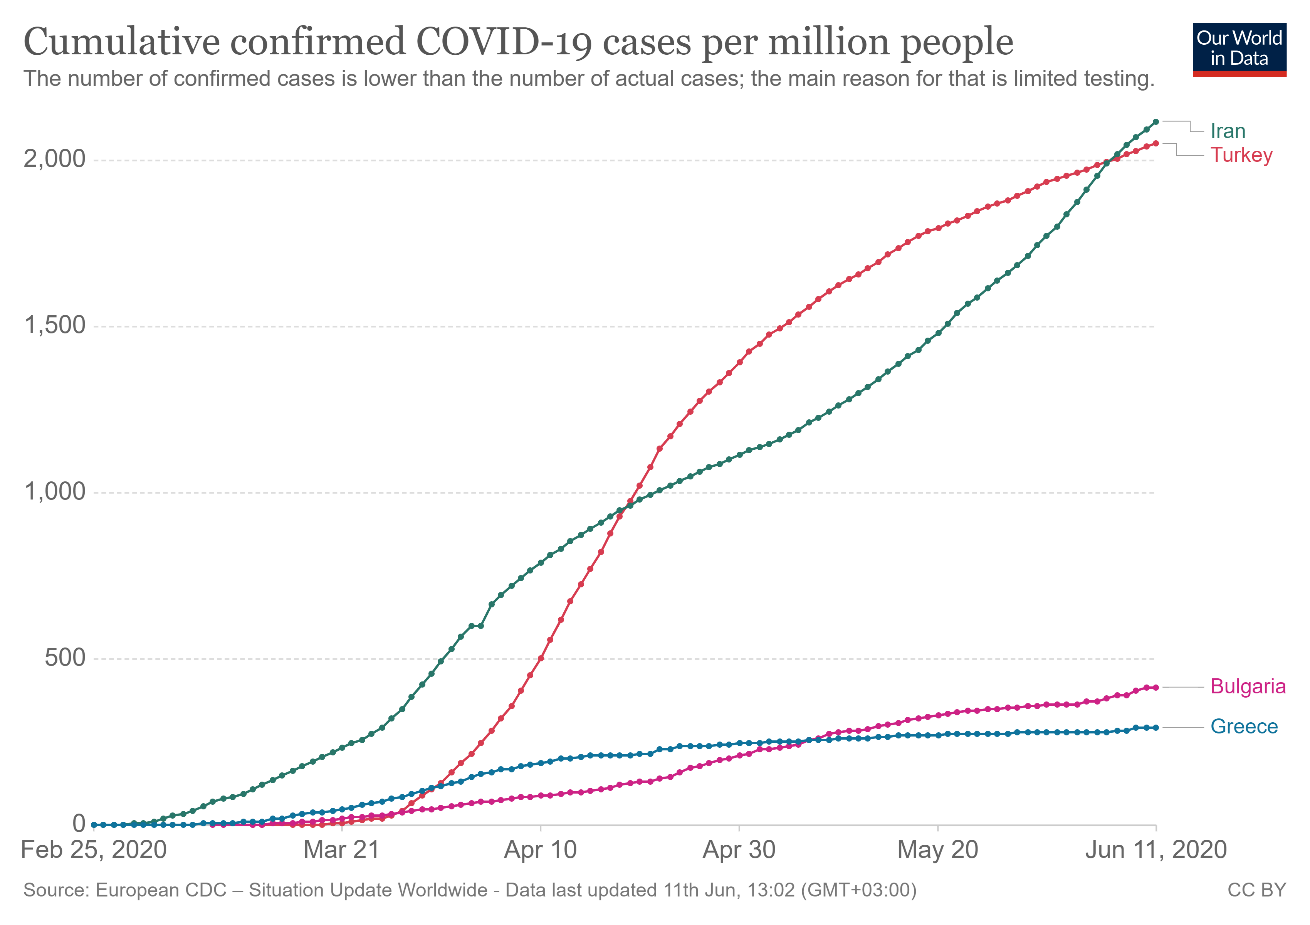 Cumulative confirmed COVID-19 cases per million people
The number of confirmed cases is lower than the number of actual cases; the main reason for that is limited testing.
Our World
in Data
2,000
1,500
1,000
500
0
Iran
Turkey
Bulgaria
Greece
Feb 25, 2020 Mar 21 Apr 10 Apr 30 May 20 Jun 11, 2020
Source: European CDC – Situation Update Worldwide - Data last updated 11th Jun, 13:02 (GMT+03:00) CC BY